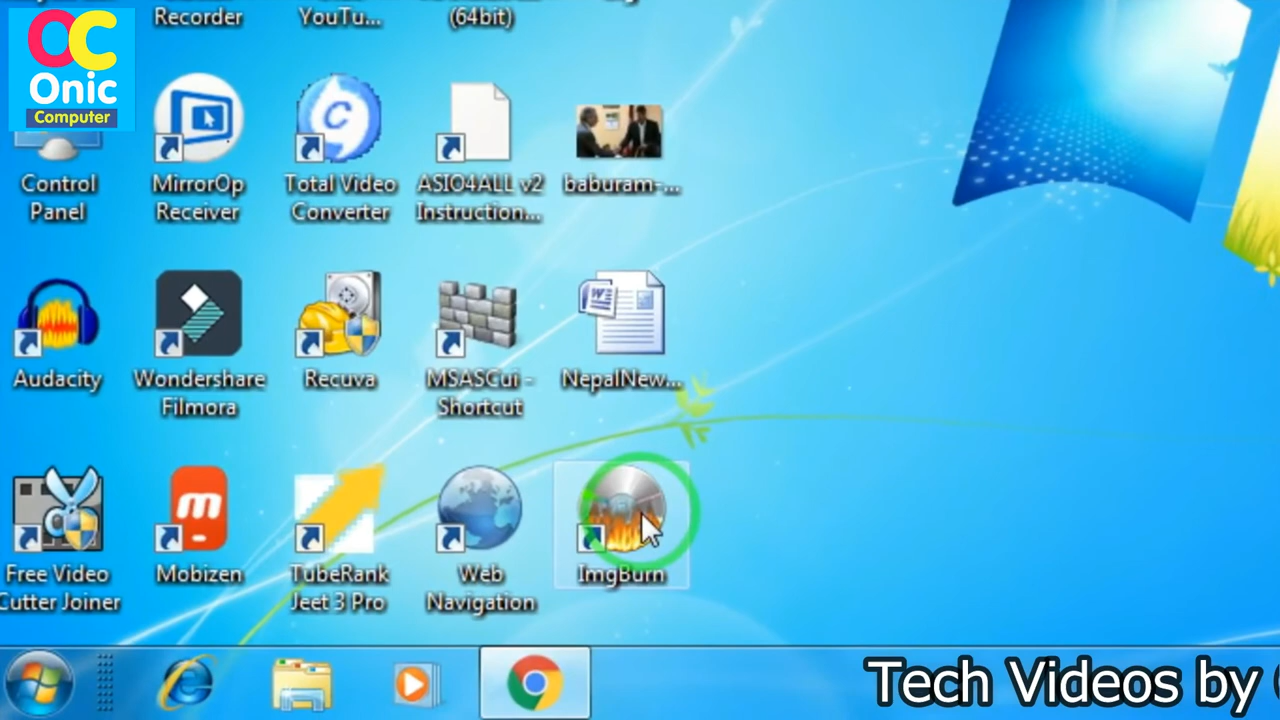 Recorder
YouTu...
(64bit)
OC
Onic
Computer
Control
Panel
MirrorOp
Receiver
Total Video
Converter
ASIO4ALL v2
Instruction...
baburam-...
Audacity
Wondershare
Filmora
Recuva
MSASCui -
Shortcut
NepalNew...
Free Video
Cutter Joiner
Mobizen
TubeRank
Jeet 3 Pro
Web
Navigation
ImgBurn
Tech Videos by